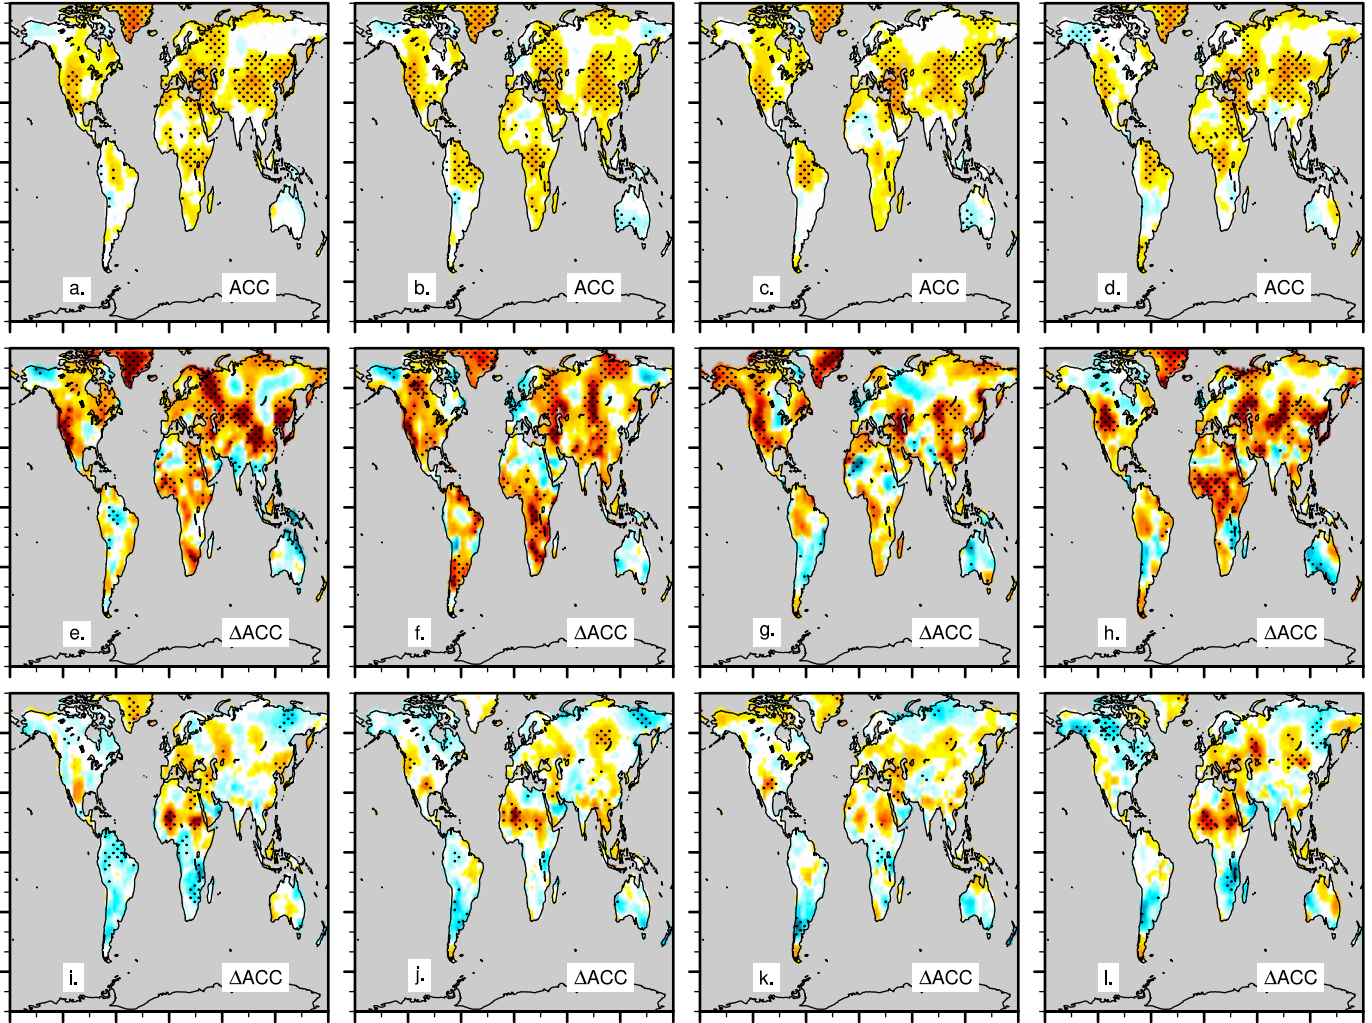 a. ACC
b. ACC
c. ACC
d. ACC
e. ΔACC
f. ΔACC
g. ΔACC
h. ΔACC
i. ΔACC
j. ΔACC
k. ΔACC
l. ΔACC